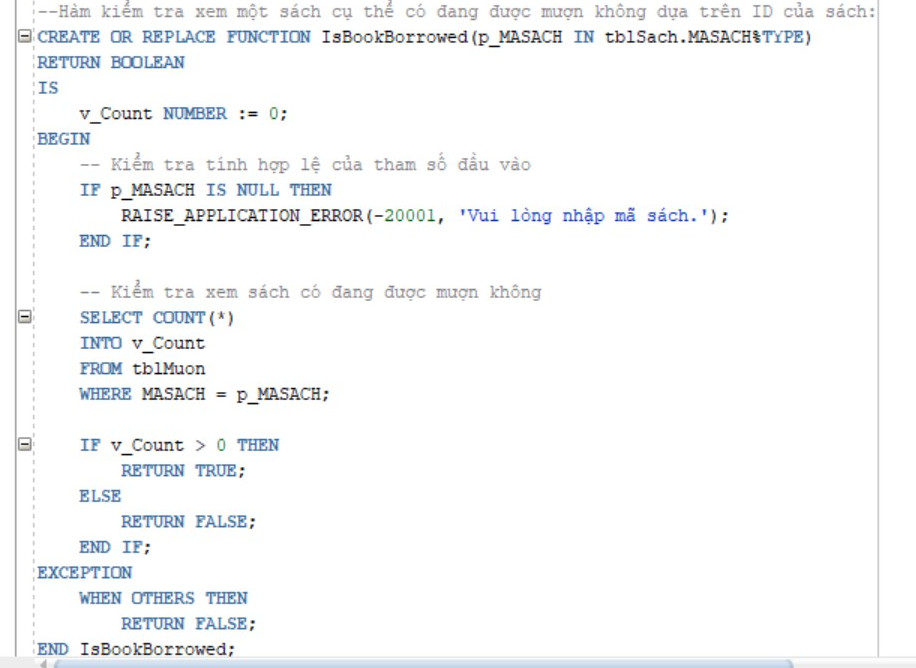 --Hàm kiểm tra xem một sách cụ thể có đang được mượn không dựa trên ID của sách:
CREATE OR REPLACE FUNCTION IsBookBorrowed(p_MASACH IN tblSach.MASACH%TYPE)
RETURN BOOLEAN
IS
    v_Count NUMBER := 0;
BEGIN
    -- Kiểm tra tính hợp lệ của tham số đầu vào
    IF p_MASACH IS NULL THEN
        RAISE_APPLICATION_ERROR(-20001, 'Vui lòng nhập mã sách.');
    END IF;
    -- Kiểm tra xem sách có đang được mượn không
    SELECT COUNT(*)
    INTO v_Count
    FROM tblMuon
    WHERE MASACH = p_MASACH;
    IF v_Count > 0 THEN
        RETURN TRUE;
    ELSE
        RETURN FALSE;
    END IF;
EXCEPTION
    WHEN OTHERS THEN
        RETURN FALSE;
END IsBookBorrowed;